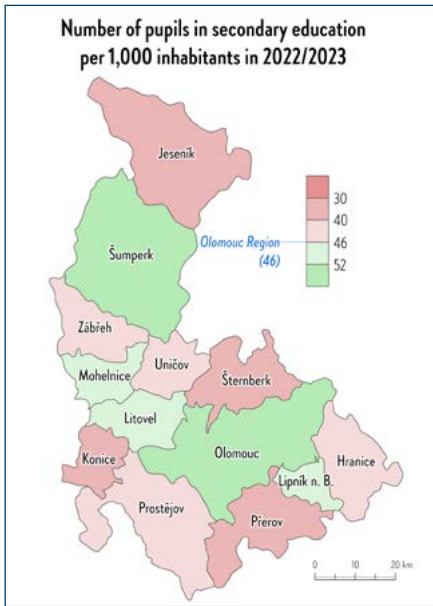 Number of pupils in secondary education
per 1,000 inhabitants in 2022/2023
Jeseník
30
40
Olomouc Region
46
(46)
52
Šumperk
Zábřeh
Uničov
Mohelnice
Šternberk
Litovel
Olomouc
Konice
Hranice
Lipník n. B.
Prostějov
Přerov
0 10 20 km